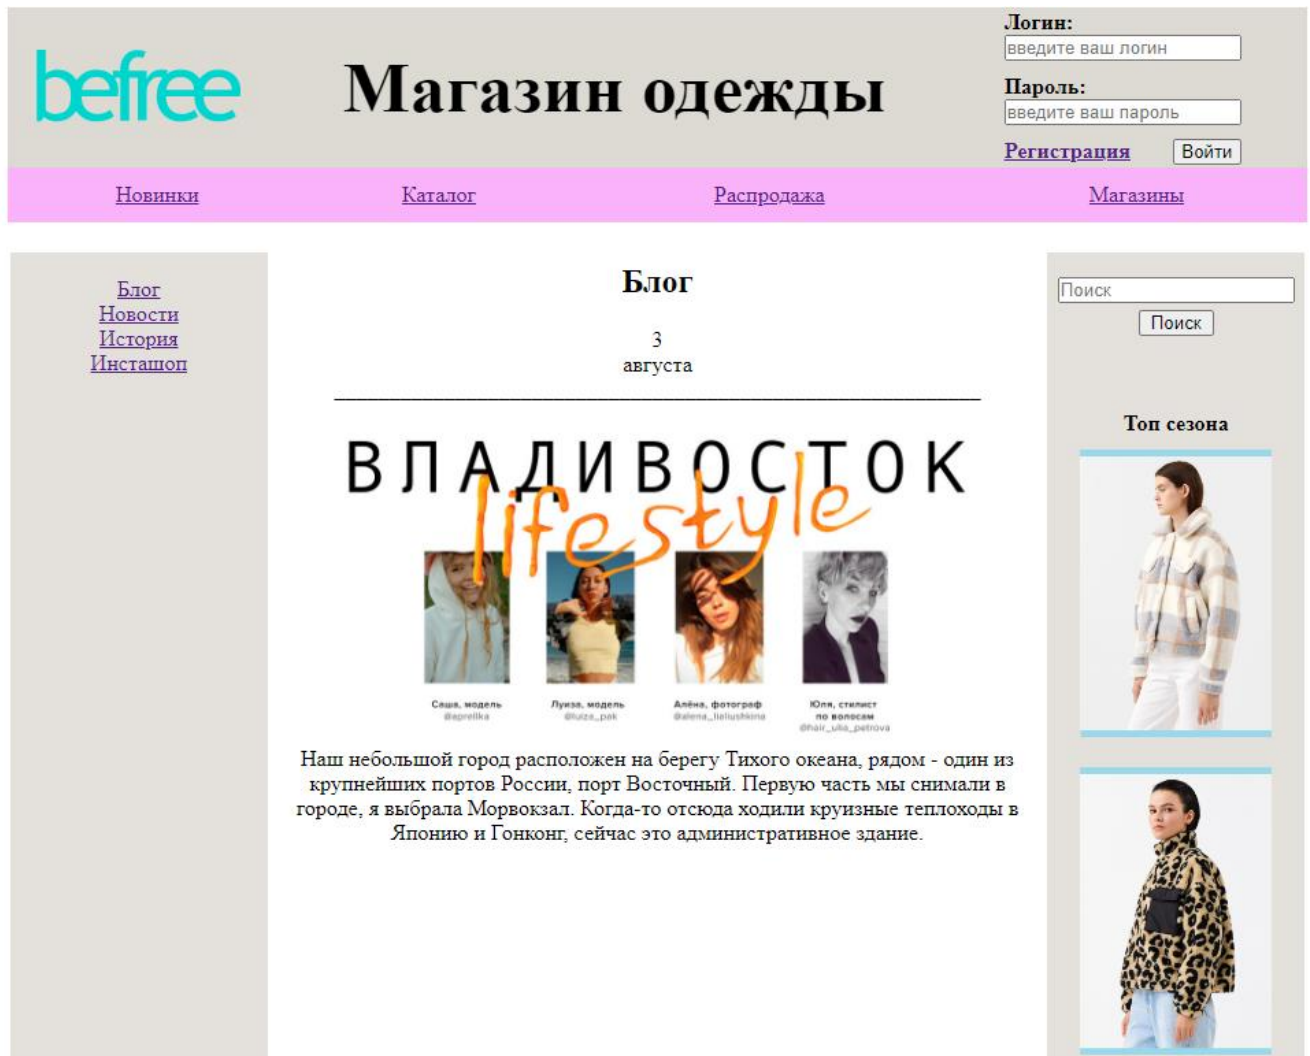 befree
Магазин одежды
Логин:
введите ваш логин
Пароль:
введите ваш пароль
Регистрация Войти
Новинки Каталог Распродажа Магазины
Блог
Новости
История
Инсташоп
Блог
3
августа
ВЛАДИВОСТОК
lifestyle
Саша, модель
@aprelika
Луиза, модель
@luiza_pak
Алёна, фотограф
Юля, стилист
по волосам
@hair_ulia_petrova
Наш небольшой город расположен на берегу Тихого океана, рядом - один из
крупнейших портов России, порт Восточный. Первую часть мы снимали в
городе, я выбрала Морвокзал. Когда-то отсюда ходили круизные теплоходы в
Японию и Гонконг, сейчас это административное здание.
Поиск
Поиск
Топ сезона